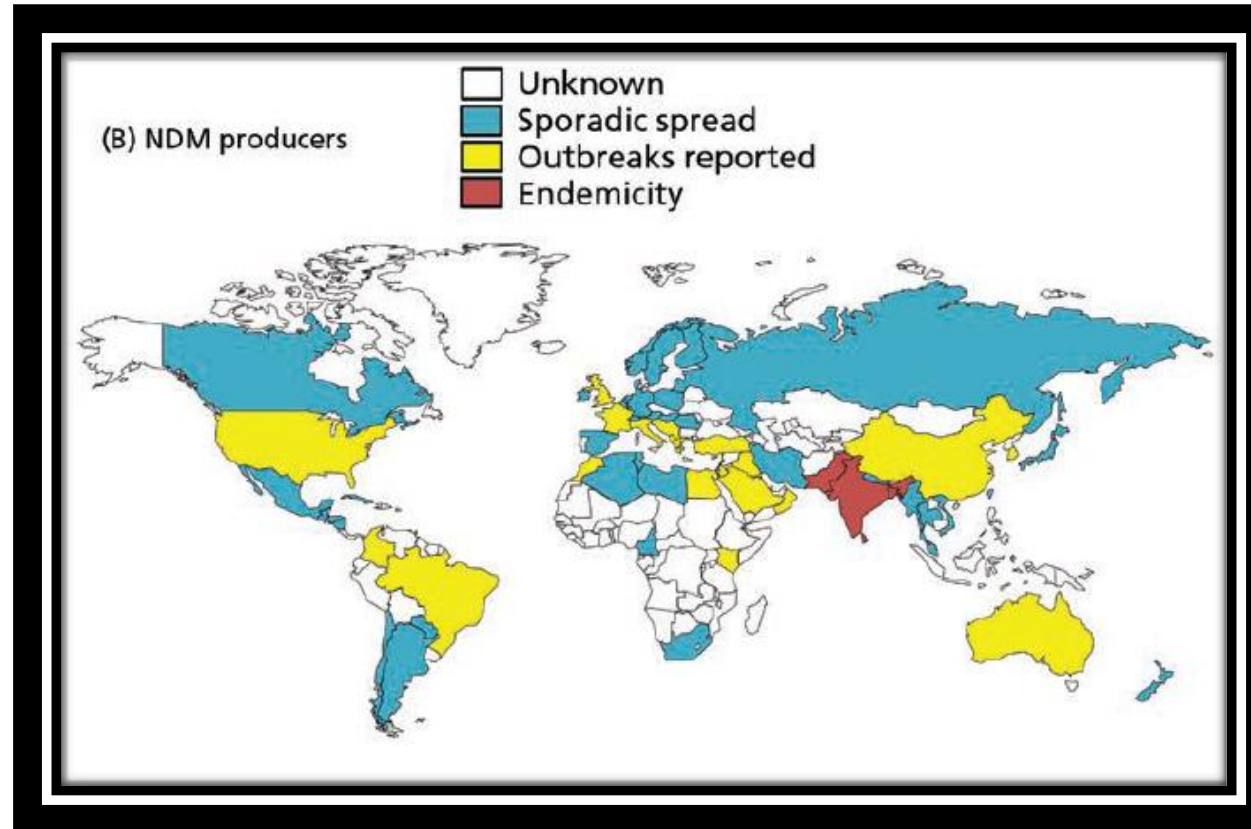 Unknown
Sporadic spread
(B) NDM producers
Outbreaks reported
Endemicity